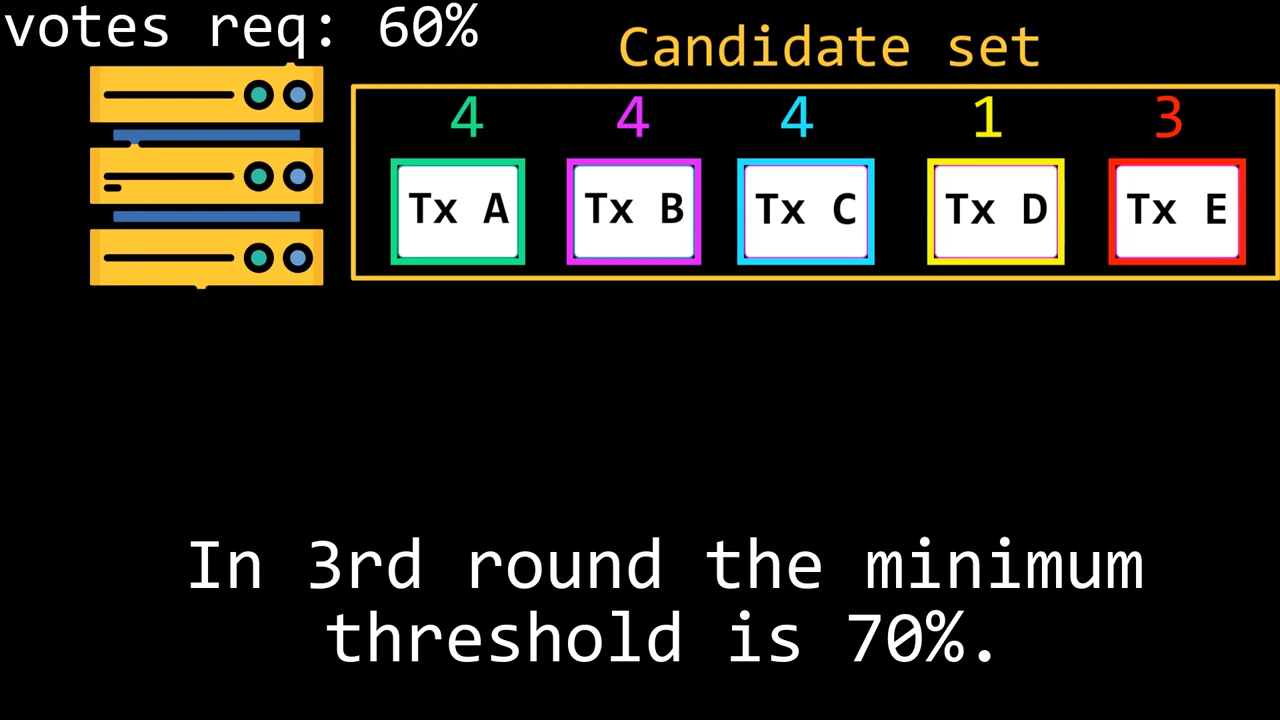 votes req: 60%
Candidate set
4 4 4 1 3
Tx A Tx B Tx C Tx D Tx E
In 3rd round the minimum
threshold is 70%.